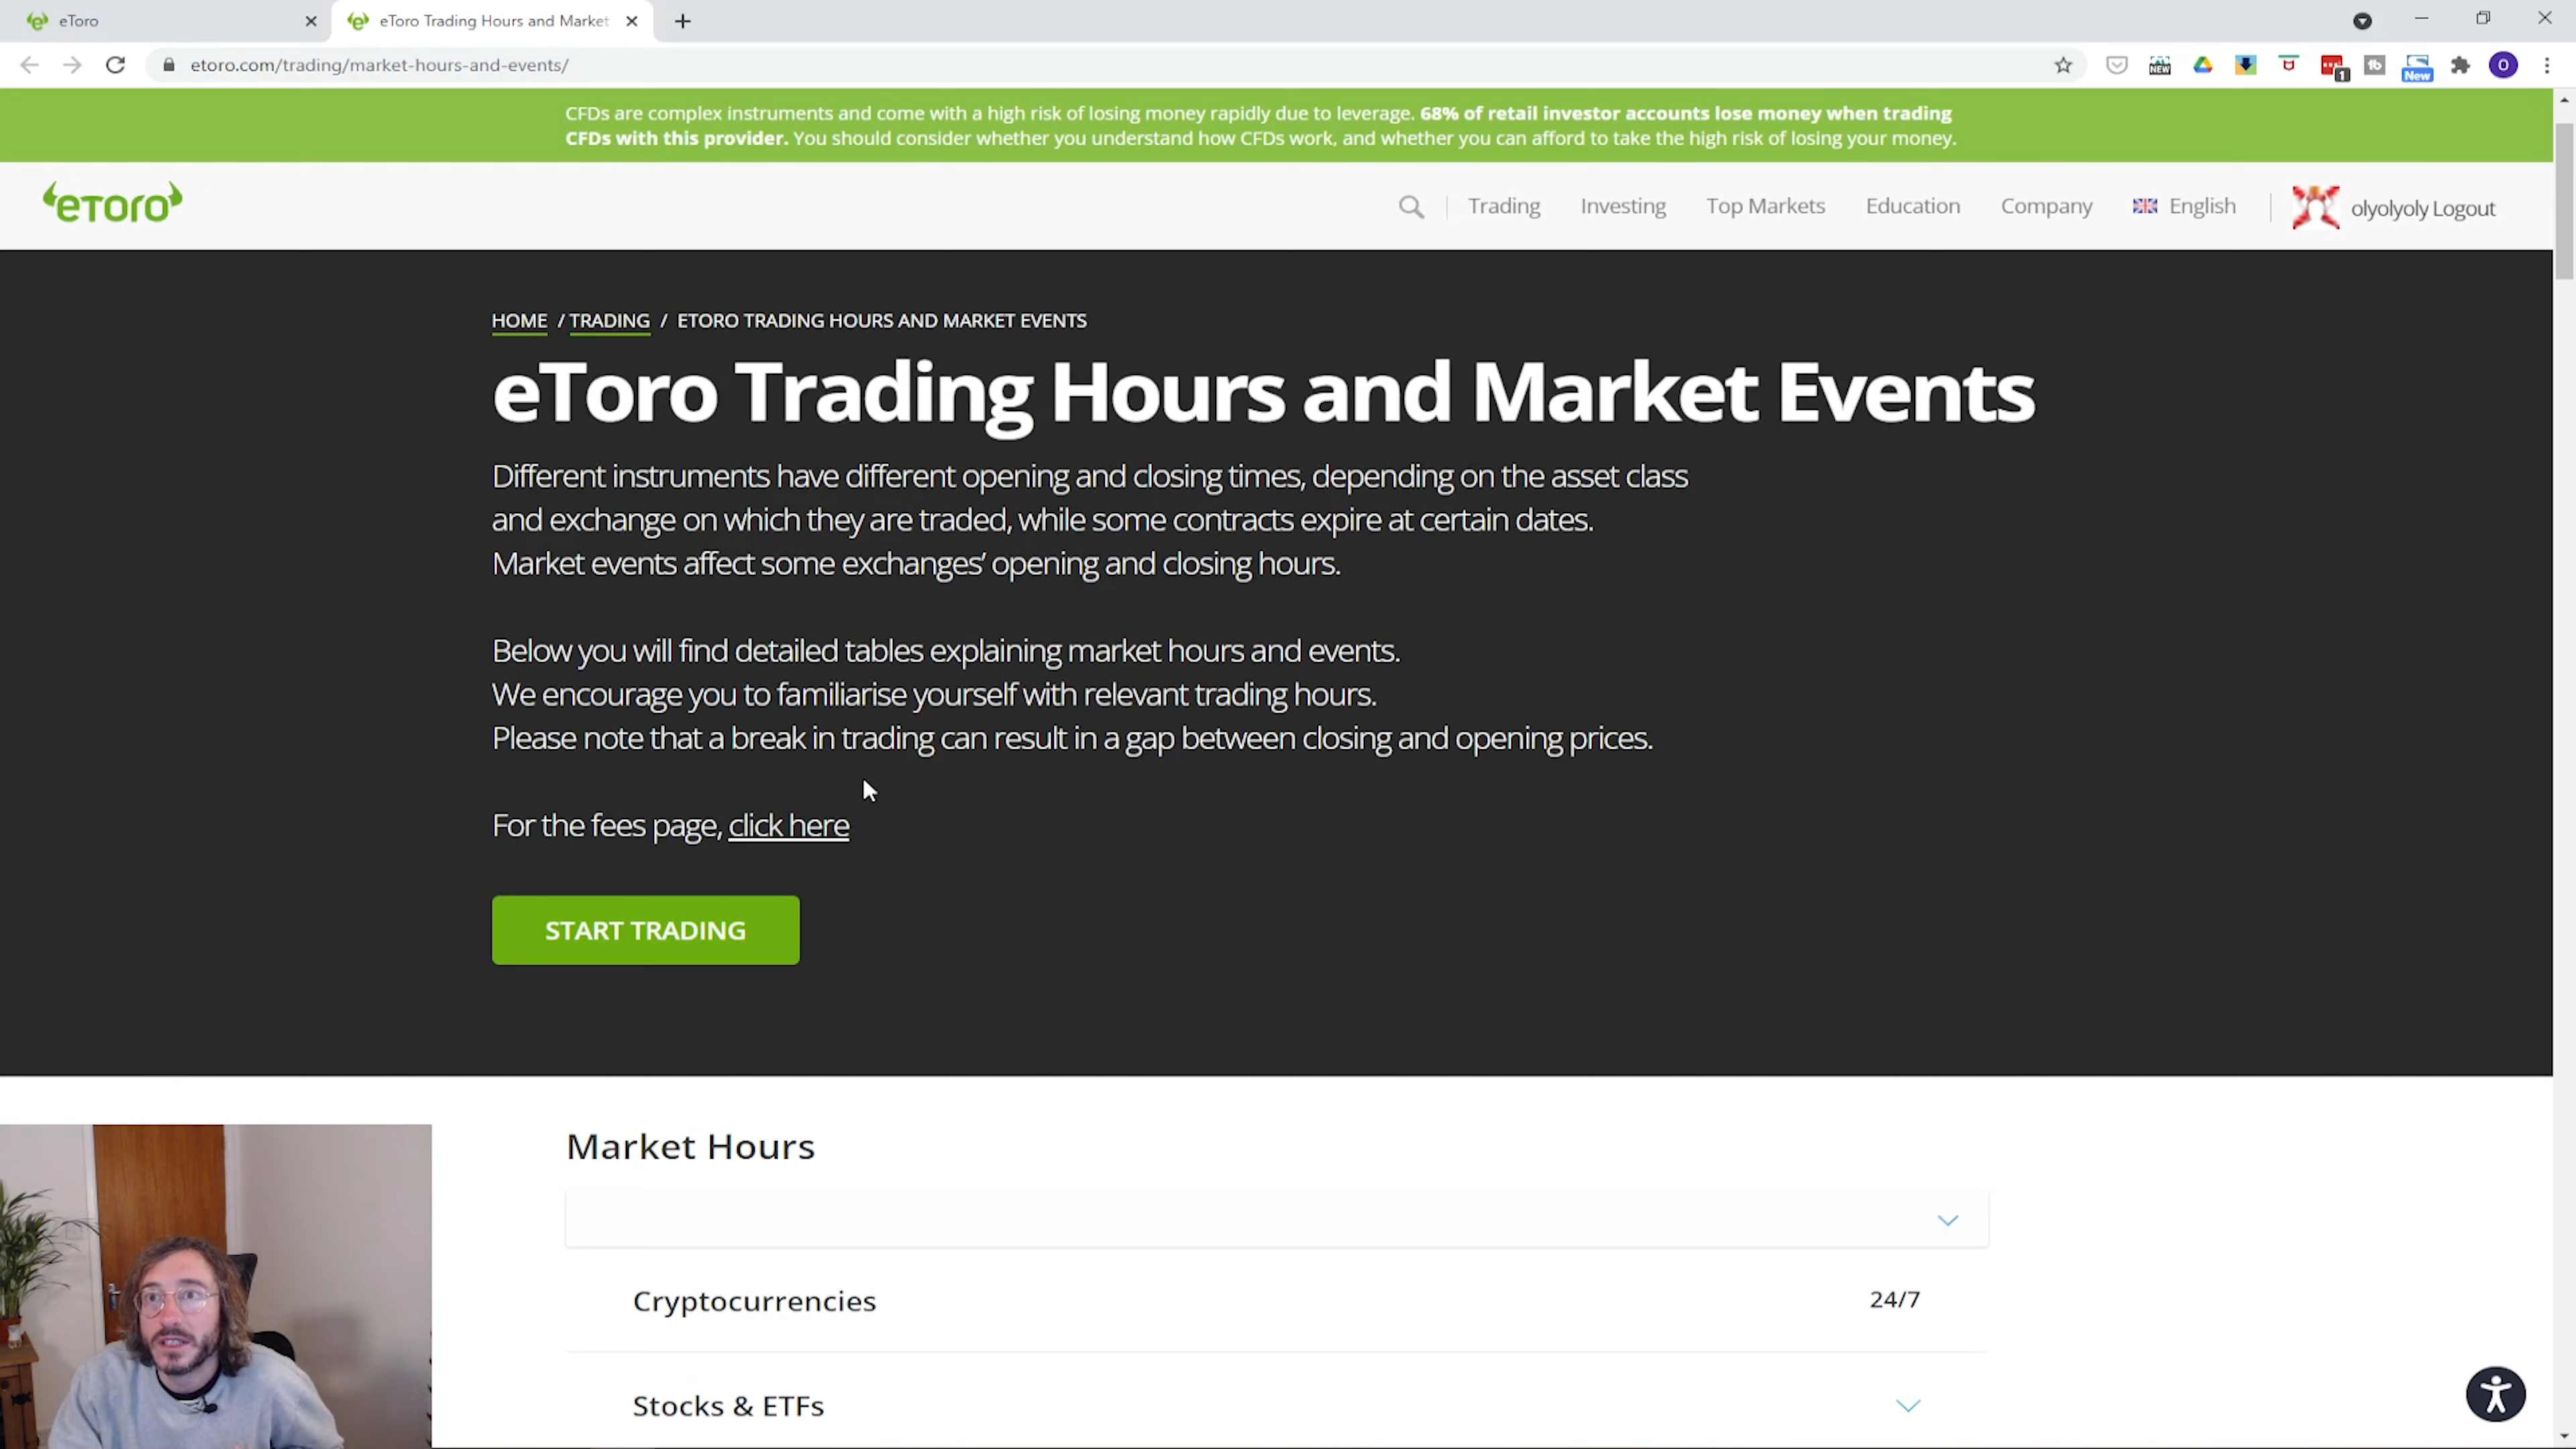 eToro
eToro Trading Hours and Market
etoro.com/trading/market-hours-and-events/
NEW
1
tb
New
O
CFDs are complex instruments and come with a high risk of losing money rapidly due to leverage. 68% of retail investor accounts lose money when trading
CFDs with this provider. You should consider whether you understand how CFDs work, and whether you can afford to take the high risk of losing your money.
eToro
Trading
Investing
Top Markets
Education
Company
English
olyolyoly Logout
HOME / TRADING / ETORO TRADING HOURS AND MARKET EVENTS
eToro Trading Hours and Market Events
Different instruments have different opening and closing times, depending on the asset class
and exchange on which they are traded, while some contracts expire at certain dates.
Market events affect some exchanges’ opening and closing hours.
Below you will find detailed tables explaining market hours and events.
We encourage you to familiarise yourself with relevant trading hours.
Please note that a break in trading can result in a gap between closing and opening prices.
For the fees page, click here
START TRADING
Market Hours
Cryptocurrencies
24/7
Stocks & ETFs